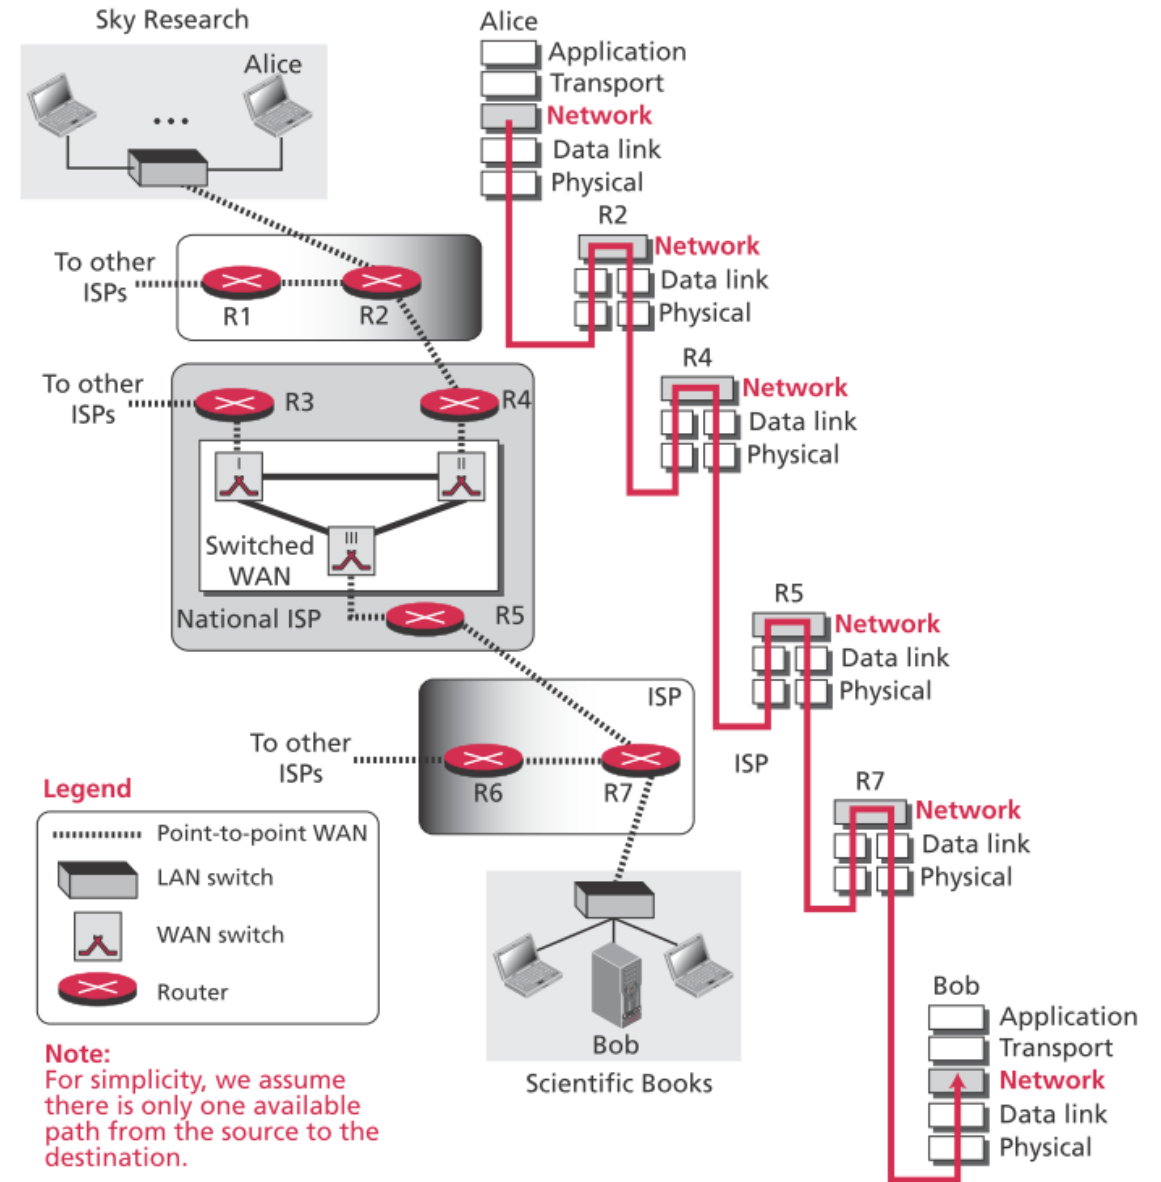 Sky Research
Alice
To other
ISPs
R1
R2
To other
ISPs
R3
R4
I
II
III
Switched
WAN
National ISP
R5
ISP
To other
ISPs
R6
R7
Bob
Scientific Books
Legend
Point-to-point WAN
LAN switch
WAN switch
Router
Note:
For simplicity, we assume
there is only one available
path from the source to the
destination.
Alice
Application
Transport
Network
Data link
Physical
R2
Network
Data link
Physical
R4
Network
Data link
Physical
R5
Network
Data link
Physical
ISP
R7
Network
Data link
Physical
Bob
Application
Transport
Network
Data link
Physical